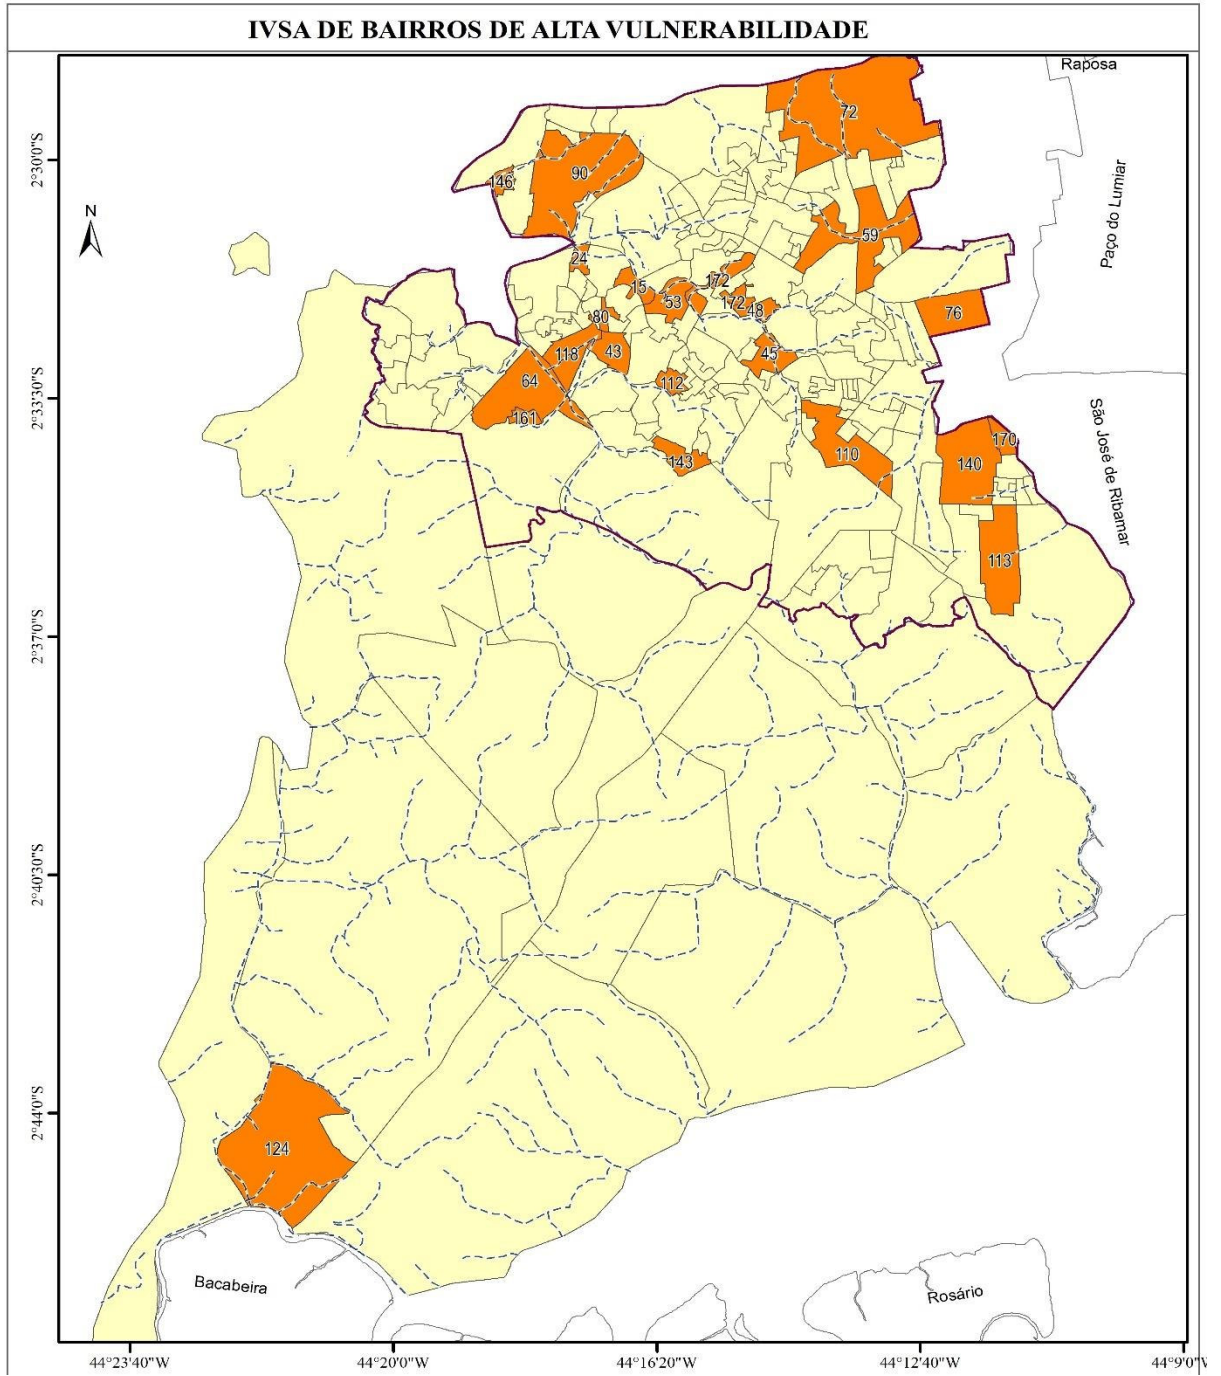 IVSA DE BAIRROS DE ALTA VULNERABILIDADE
Raposa
72
2°30'0"S
90
146
Paço do Lumiar
N
59
24
15
172
53
172
48
76
80
118
43
45
64
112
2°33'30"S
161
São José de Ribamar
170
143
110
140
113
2°37'0"S
2°40'30"S
2°44'0"S
124
Bacabeira
Rosário
44°23'40"W
44°20'0"W
44°16'20"W
44°12'40"W
44°9'0"W